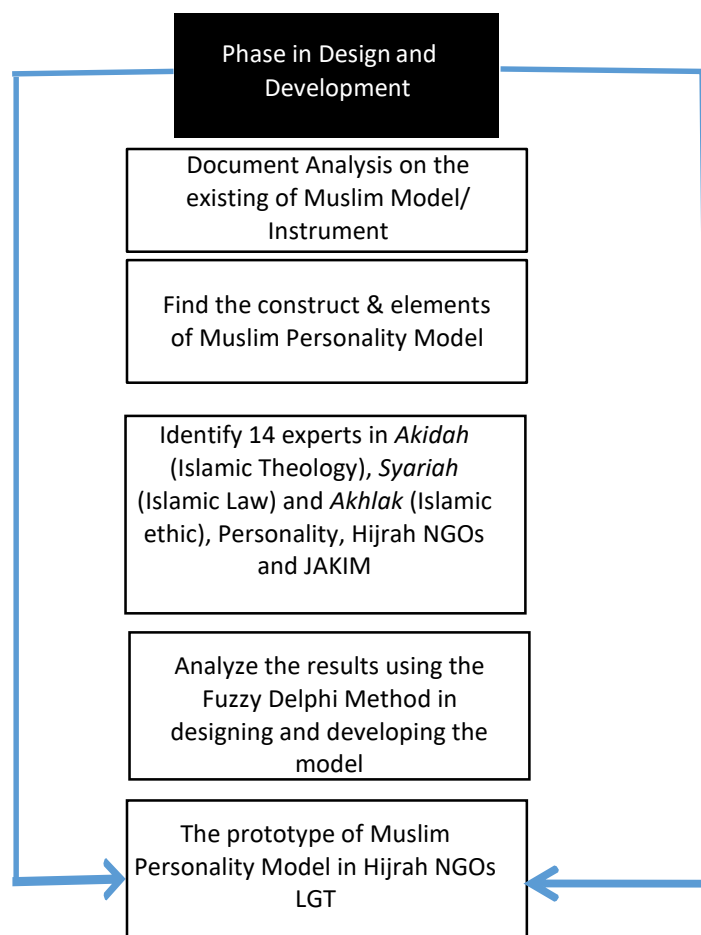 Phase in Design and
Development
Document Analysis on the
existing of Muslim Model/
Instrument
Find the construct & elements
of Muslim Personality Model
Identify 14 experts in Akidah
(Islamic Theology), Syariah
(Islamic Law) and Akhlak (Islamic
ethic), Personality, Hijrah NGOs
and JAKIM
Analyze the results using the
Fuzzy Delphi Method in
designing and developing the
model
The prototype of Muslim
Personality Model in Hijrah NGOs
LGT